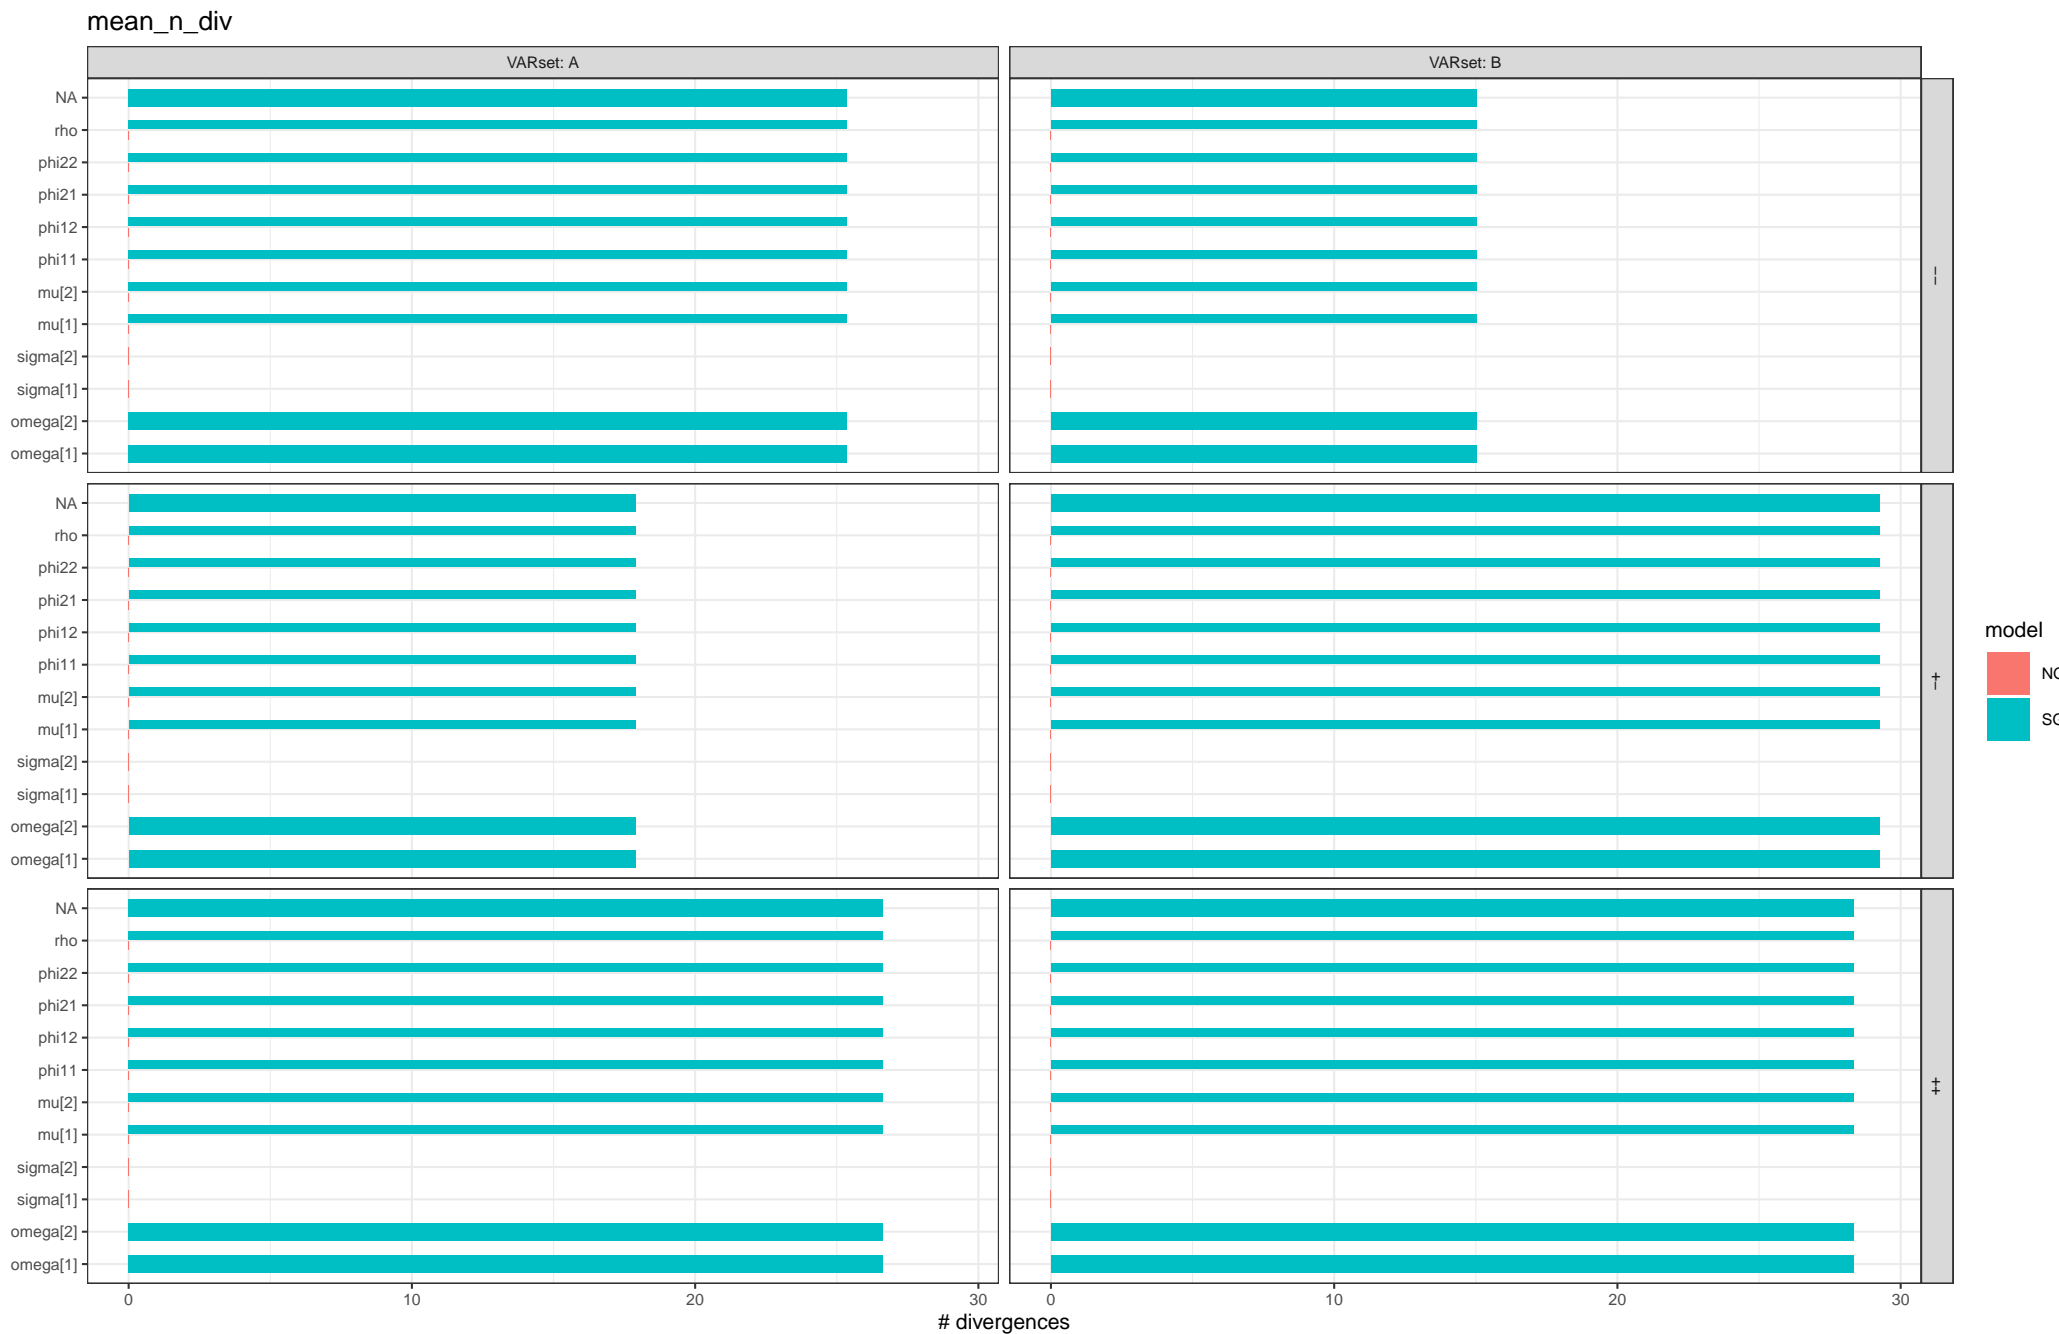 mean_n_div
VARset: A
VARset: B
NA
rho
phi22
phi21
phi12
phi11
mu[2]
mu[1]
sigma[2]
sigma[1]
omega[2]
omega[1]
--
NA
rho
phi22
phi21
phi12
phi11
mu[2]
mu[1]
sigma[2]
sigma[1]
omega[2]
omega[1]
-+
NA
rho
phi22
phi21
phi12
phi11
mu[2]
mu[1]
sigma[2]
sigma[1]
omega[2]
omega[1]
++
0 10 20 30
0 10 20 30
# divergences
model